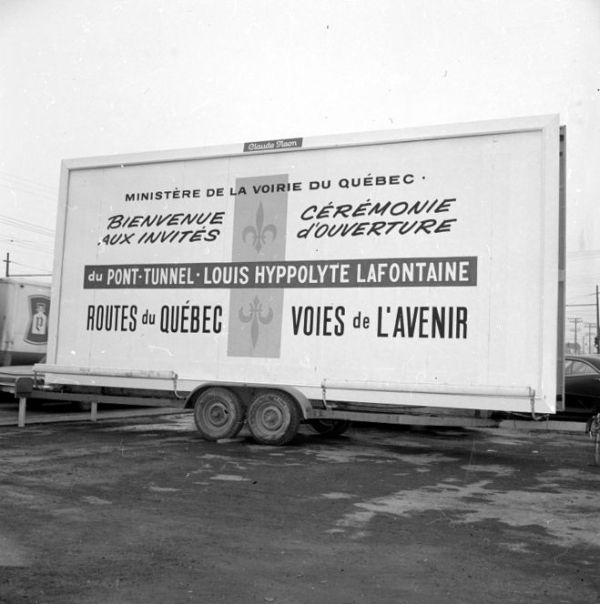 Claude Neon
MINISTÈRE DE LA VOIRIE DU QUÉBEC •
BIENVENUE
AUX INVITÉS
CÉRÉMONIE
d'OUVERTURE
du PONT-TUNNEL • LOUIS HYPPOLYTE LAFONTAINE
ROUTES du QUÉBEC
VOIES de L'AVENIR